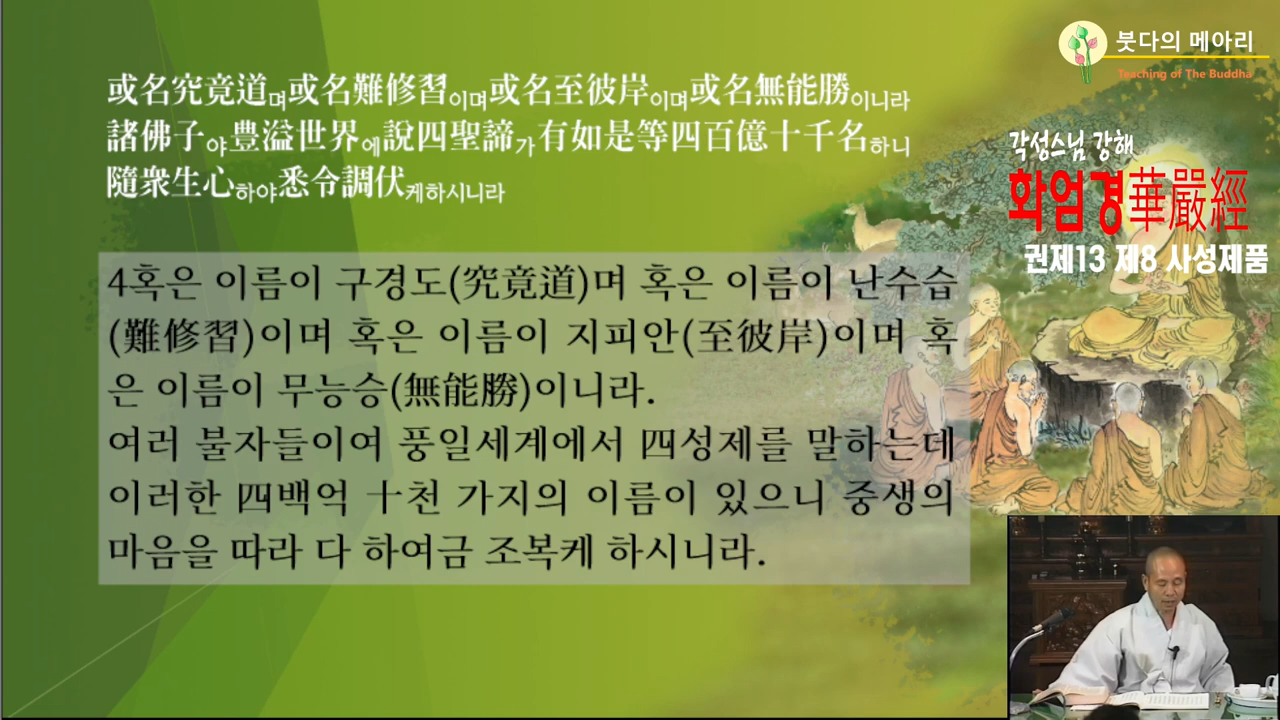 或名究竟道며或名難修習이며或名至彼岸이며或名無能勝이니라
諸佛子야豊溢世界에說四聖諦가有如是等四百億十千名하니
隨衆生心하야悉令調伏케하시니라
4혹은 이름이 구경도(究竟道)며 혹은 이름이 난수습
(難修習)이며 혹은 이름이 지피안(至彼岸)이며 혹
은 이름이 무능승(無能勝)이니라.
여러 불자들이여 풍일세계에서 四성제를 말하는데
이러한 四백억 十천 가지의 이름이 있으니 중생의
마음을 따라 다 하여금 조복케 하시니라.
붓다의 메아리
Teaching of The Buddha
각성스님 강해
화엄경華嚴經
권제13 제8 사성제품